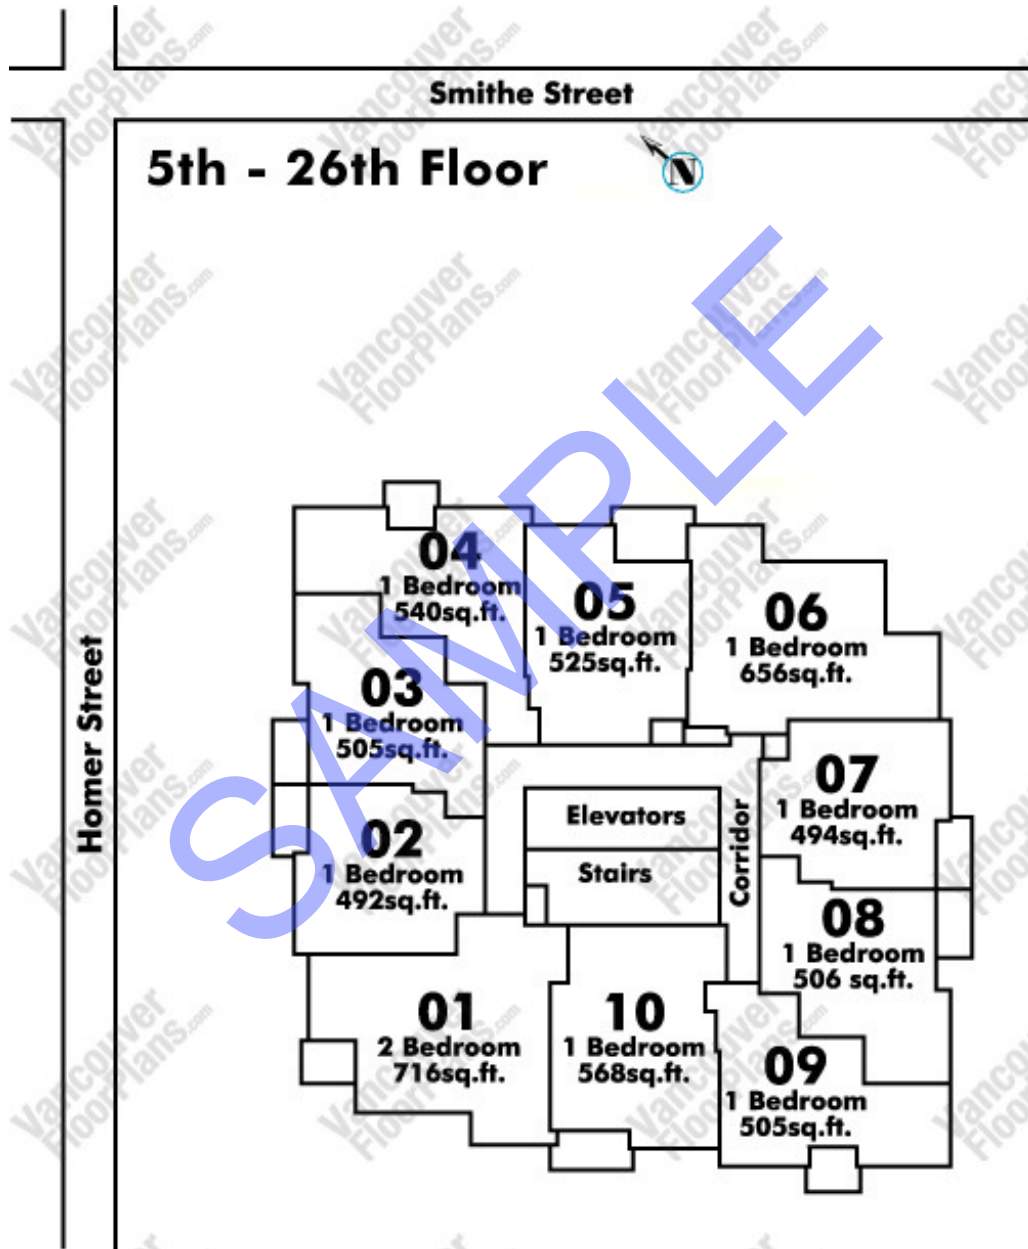 Smithe Street
5th - 26th Floor
N
Homer Street
04
1 Bedroom
540sq.ft.
05
1 Bedroom
525sq.ft.
06
1 Bedroom
656sq.ft.
03
1 Bedroom
505sq.ft.
07
1 Bedroom
494sq.ft.
Elevators
Stairs
Corridor
02
1 Bedroom
492sq.ft.
08
1 Bedroom
506 sq.ft.
01
2 Bedroom
716sq.ft.
10
1 Bedroom
568sq.ft.
09
1 Bedroom
505sq.ft.
SAMPLE
Vancouver
FloorPlans.com